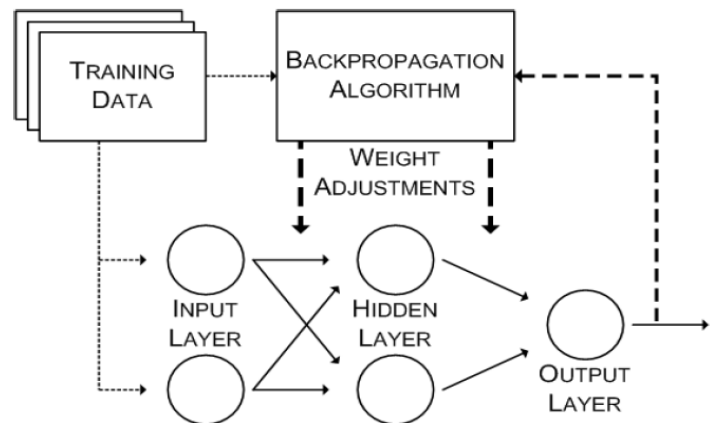 TRAINING
DATA
BACKPROPAGATION
ALGORITHM
WEIGHT
ADJUSTMENTS
INPUT
LAYER
HIDDEN
LAYER
OUTPUT
LAYER